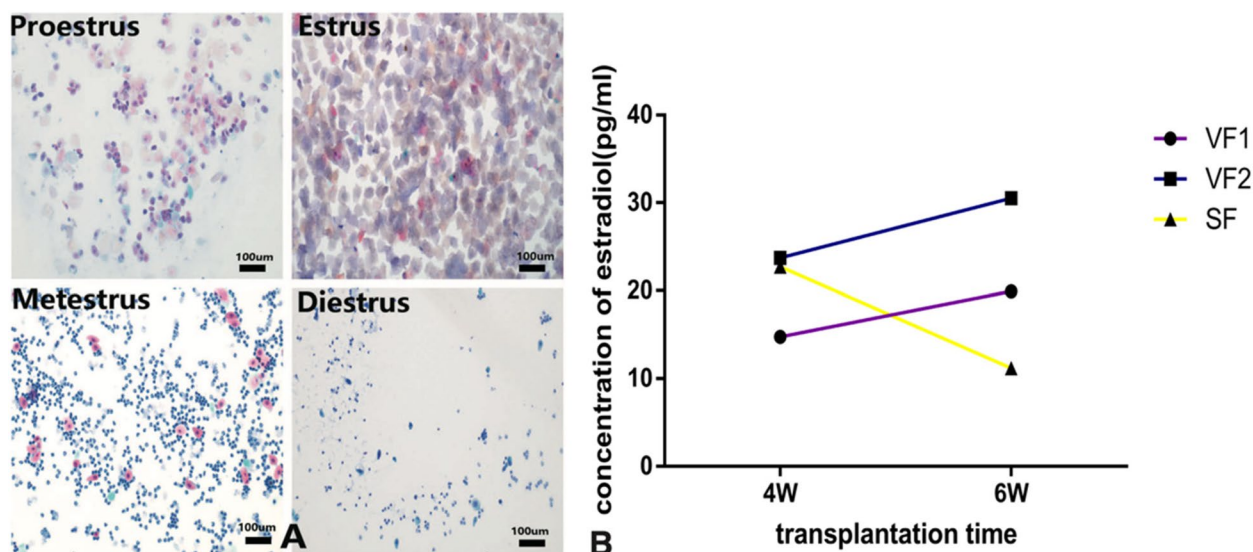 Proestrus
Estrus
100um
100um
Metestrus
Diestrus
100um
100um
A
concentration of estradiol(pg/ml)
40
30
20
10
0
4W
6W
transplantation time
VF1
VF2
SF
B